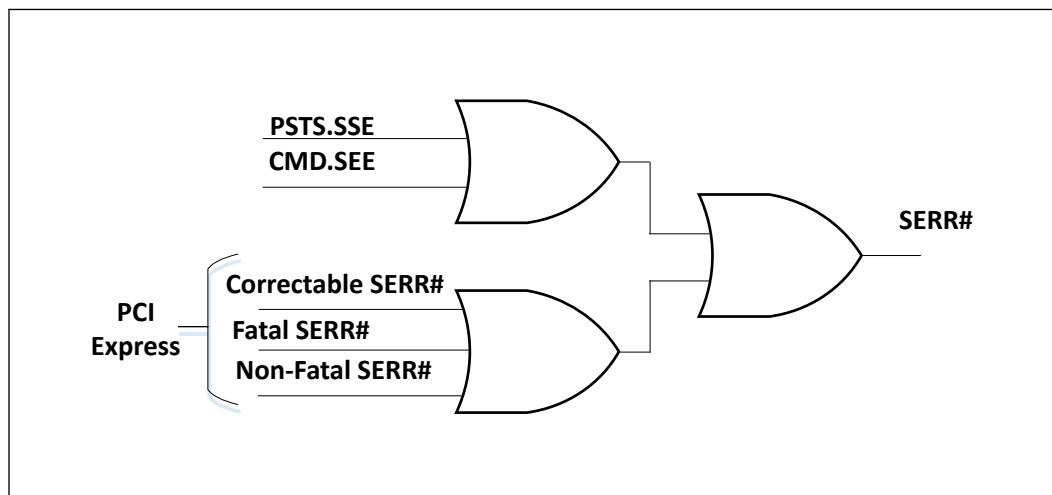 PSTS.SSE
CMD.SEE
SERR#
Correctable SERR#
PCI
Express
Fatal SERR#
Non-Fatal SERR#